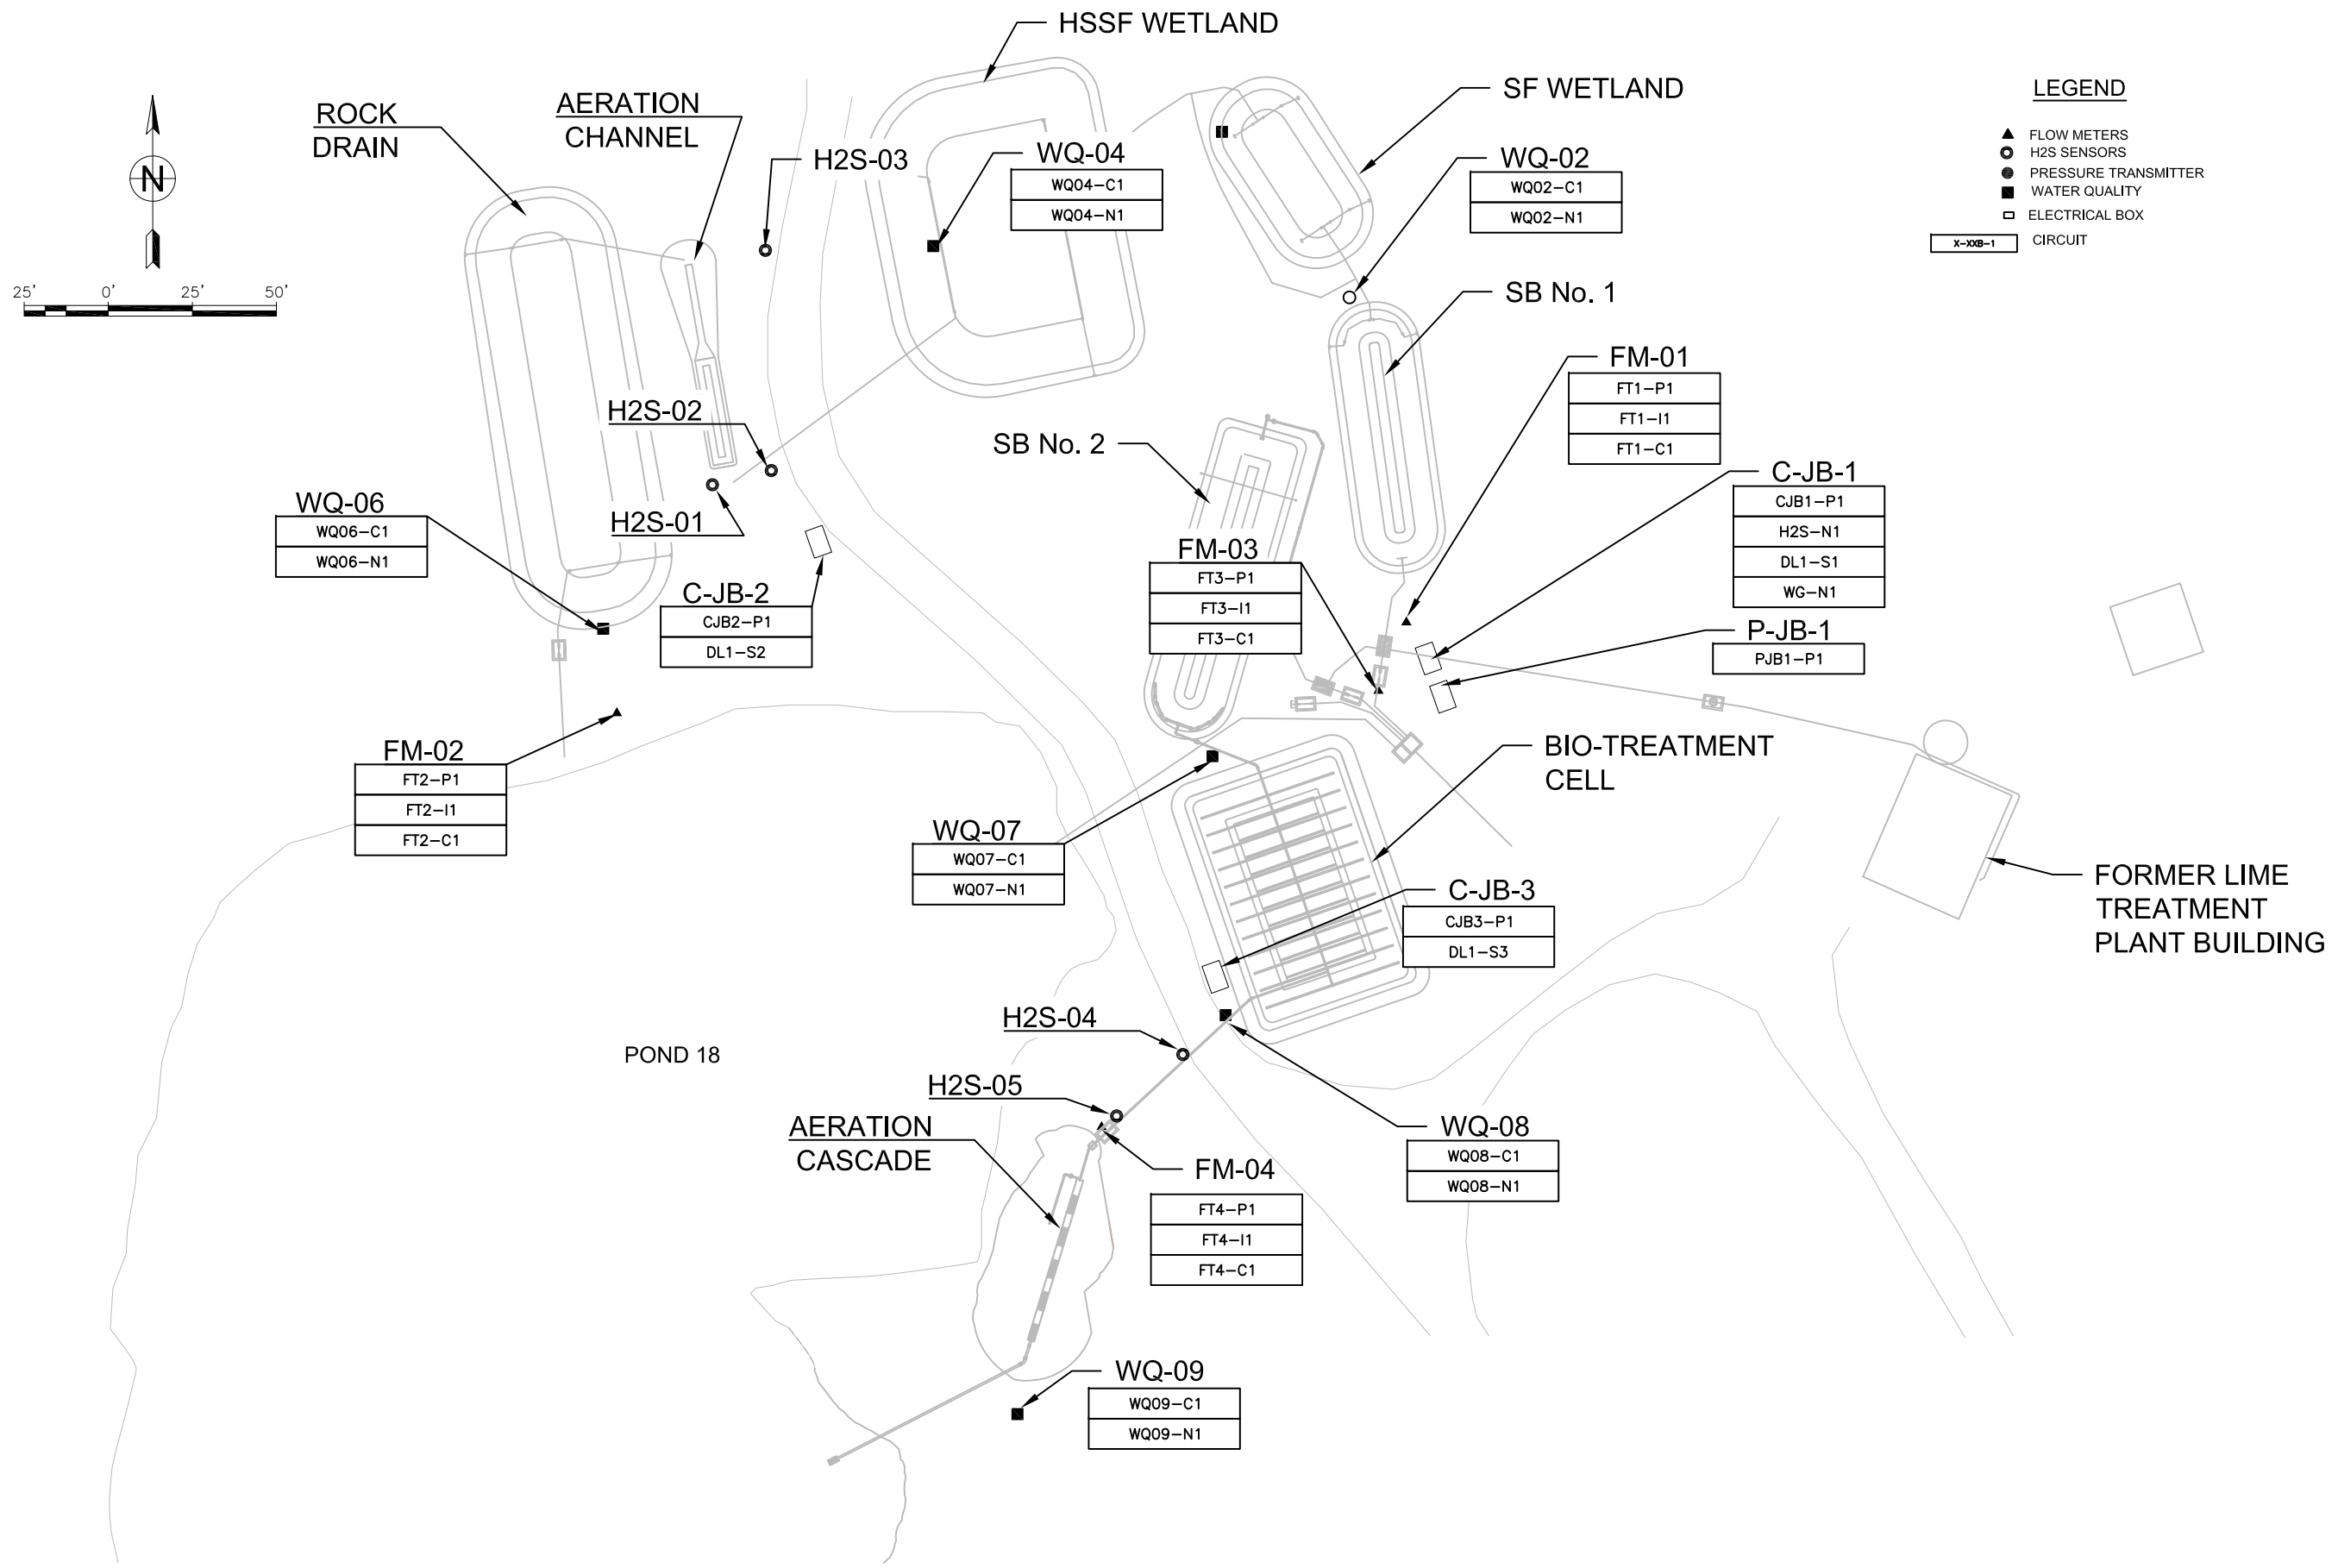 HSSF WETLAND
SF WETLAND
LEGEND
FLOW METERS
H2S SENSORS
PRESSURE TRANSMITTER
WATER QUALITY
ELECTRICAL BOX
X-XXB-1
CIRCUIT
ROCK
DRAIN
AERATION
CHANNEL
N
25' 0' 25' 50'
H2S-03
WQ-04
WQ04-C1
WQ04-N1
WQ-02
WQ02-C1
WQ02-N1
SB No. 1
FM-01
FT1-P1
FT1-I1
FT1-C1
H2S-02
SB No. 2
C-JB-1
CJB1-P1
H2S-N1
DL1-S1
WG-N1
WQ-06
WQ06-C1
WQ06-N1
H2S-01
FM-03
FT3-P1
FT3-I1
FT3-C1
C-JB-2
CJB2-P1
DL1-S2
P-JB-1
PJB1-P1
FM-02
FT2-P1
FT2-I1
FT2-C1
BIO-TREATMENT
CELL
WQ-07
WQ07-C1
WQ07-N1
C-JB-3
CJB3-P1
DL1-S3
FORMER LIME
TREATMENT
PLANT BUILDING
H2S-04
POND 18
H2S-05
AERATION
CASCADE
WQ-08
WQ08-C1
WQ08-N1
FM-04
FT4-P1
FT4-I1
FT4-C1
WQ-09
WQ09-C1
WQ09-N1